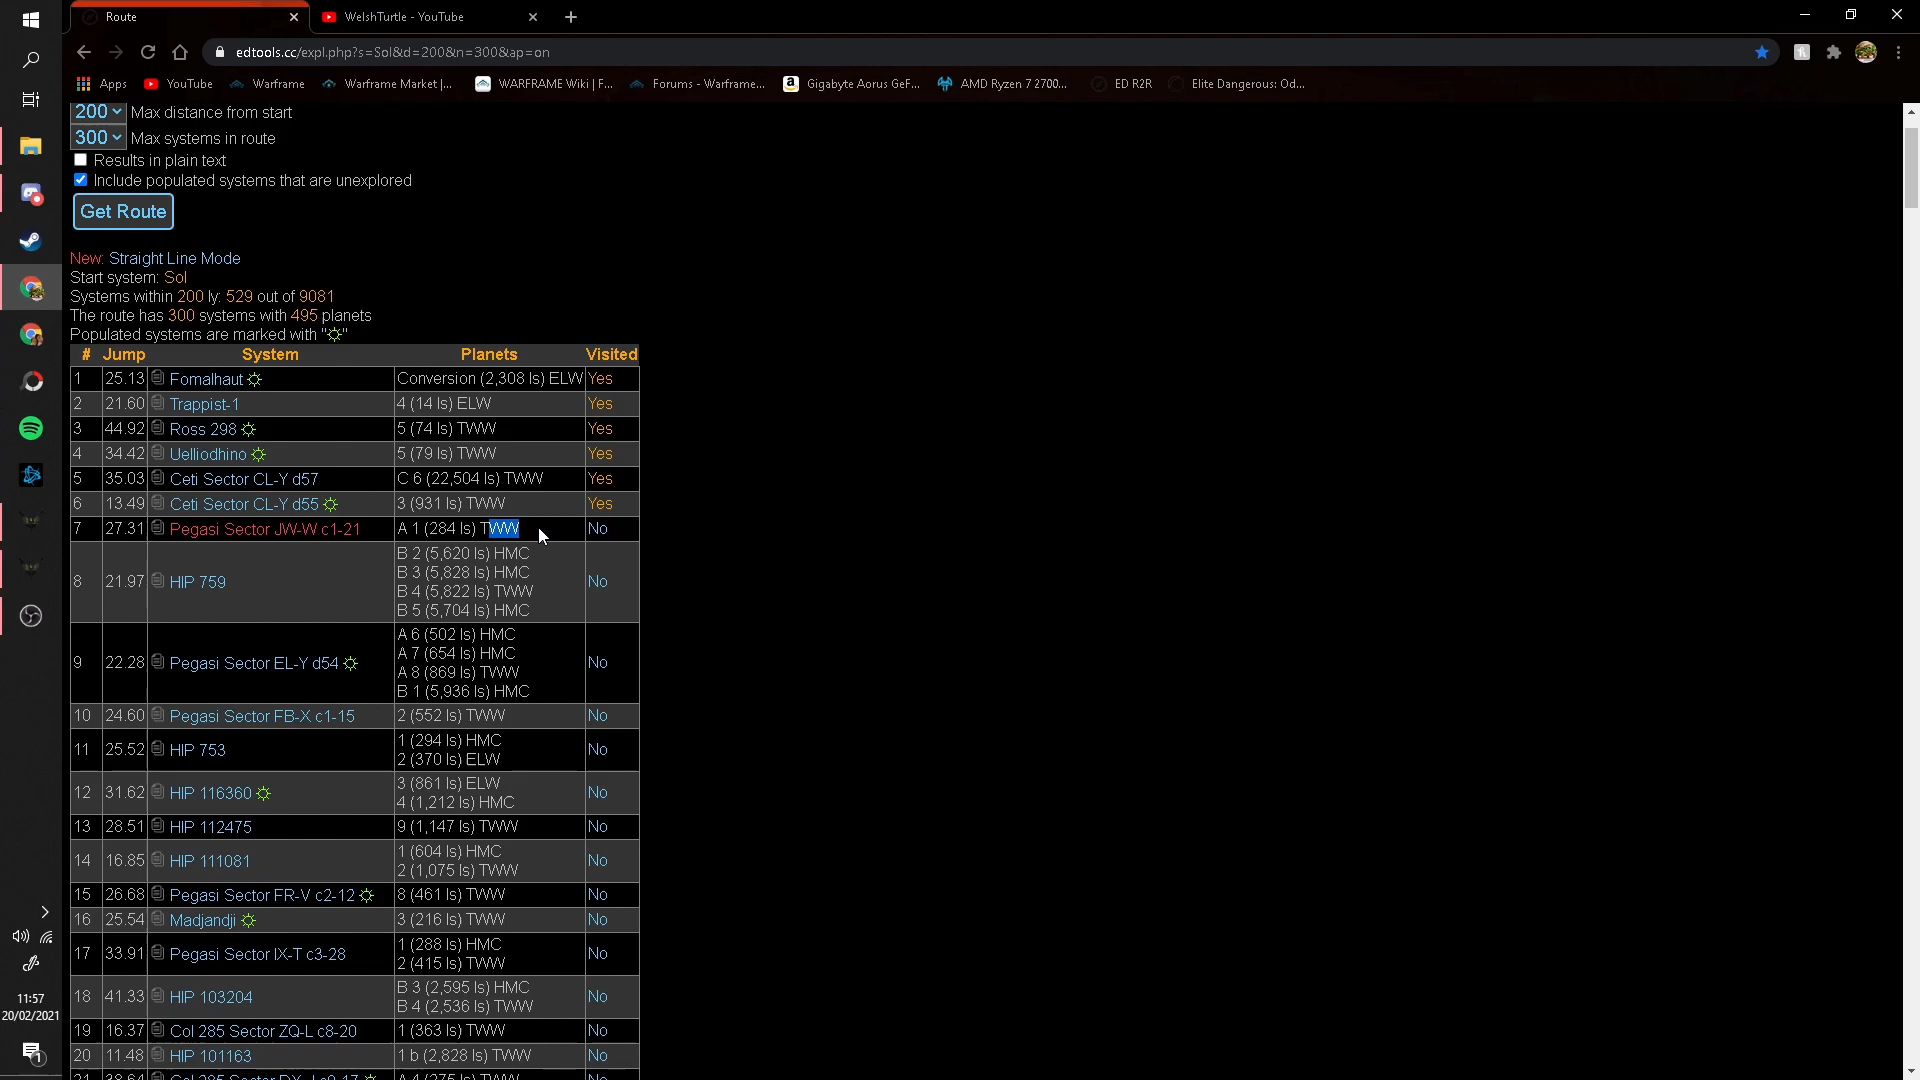 Route
WelshTurtle - YouTube
edtools.cc/expl.php?s=Sol&d=200&n=300&ap=on
Apps YouTube Warframe Warframe Market |... WARFRAME Wiki | F... Forums - Warframe... Gigabyte Aorus GeF... AMD Ryzen 7 2700... ED R2R Elite Dangerous: Od...
200 Max distance from start
300 Max systems in route
Results in plain text
Include populated systems that are unexplored
Get Route
New: Straight Line Mode
Start system: Sol
Systems within 200 ly: 529 out of 9081
The route has 300 systems with 495 planets
Populated systems are marked with "☼"
# Jump System Planets Visited
1 25.13 Fomalhaut ☼ Conversion (2,308 ls) ELW Yes
2 21.60 Trappist-1 4 (14 ls) ELW Yes
3 44.92 Ross 298 ☼ 5 (74 ls) TWW Yes
4 34.42 Uelliodhino ☼ 5 (79 ls) TWW Yes
5 35.03 Ceti Sector CL-Y d57 C 6 (22,504 ls) TWW Yes
6 13.49 Ceti Sector CL-Y d55 ☼ 3 (931 ls) TWW Yes
7 27.31 Pegasi Sector JW-W c1-21 A 1 (284 ls) TWW No
8 21.97 HIP 759 B 2 (5,620 ls) HMC
B 3 (5,828 ls) HMC
B 4 (5,822 ls) TWW
B 5 (5,704 ls) HMC No
9 22.28 Pegasi Sector EL-Y d54 ☼ A 6 (502 ls) HMC
A 7 (654 ls) HMC
A 8 (869 ls) TWW
B 1 (5,936 ls) HMC No
10 24.60 Pegasi Sector FB-X c1-15 2 (552 ls) TWW No
11 25.52 HIP 753 1 (294 ls) HMC
2 (370 ls) ELW No
12 31.62 HIP 116360 ☼ 3 (861 ls) ELW
4 (1,212 ls) HMC No
13 28.51 HIP 112475 9 (1,147 ls) TWW No
14 16.85 HIP 111081 1 (604 ls) HMC
2 (1,075 ls) TWW No
15 26.68 Pegasi Sector FR-V c2-12 ☼ 8 (461 ls) TWW No
16 25.54 Madjandji ☼ 3 (216 ls) TWW No
17 33.91 Pegasi Sector IX-T c3-28 1 (288 ls) HMC
2 (415 ls) TWW No
18 41.33 HIP 103204 B 3 (2,595 ls) HMC
B 4 (2,536 ls) TWW No
19 16.37 Col 285 Sector ZQ-L c8-20 1 (363 ls) TWW No
20 11.48 HIP 101163 1 b (2,828 ls) TWW No
11:57
20/02/2021
1